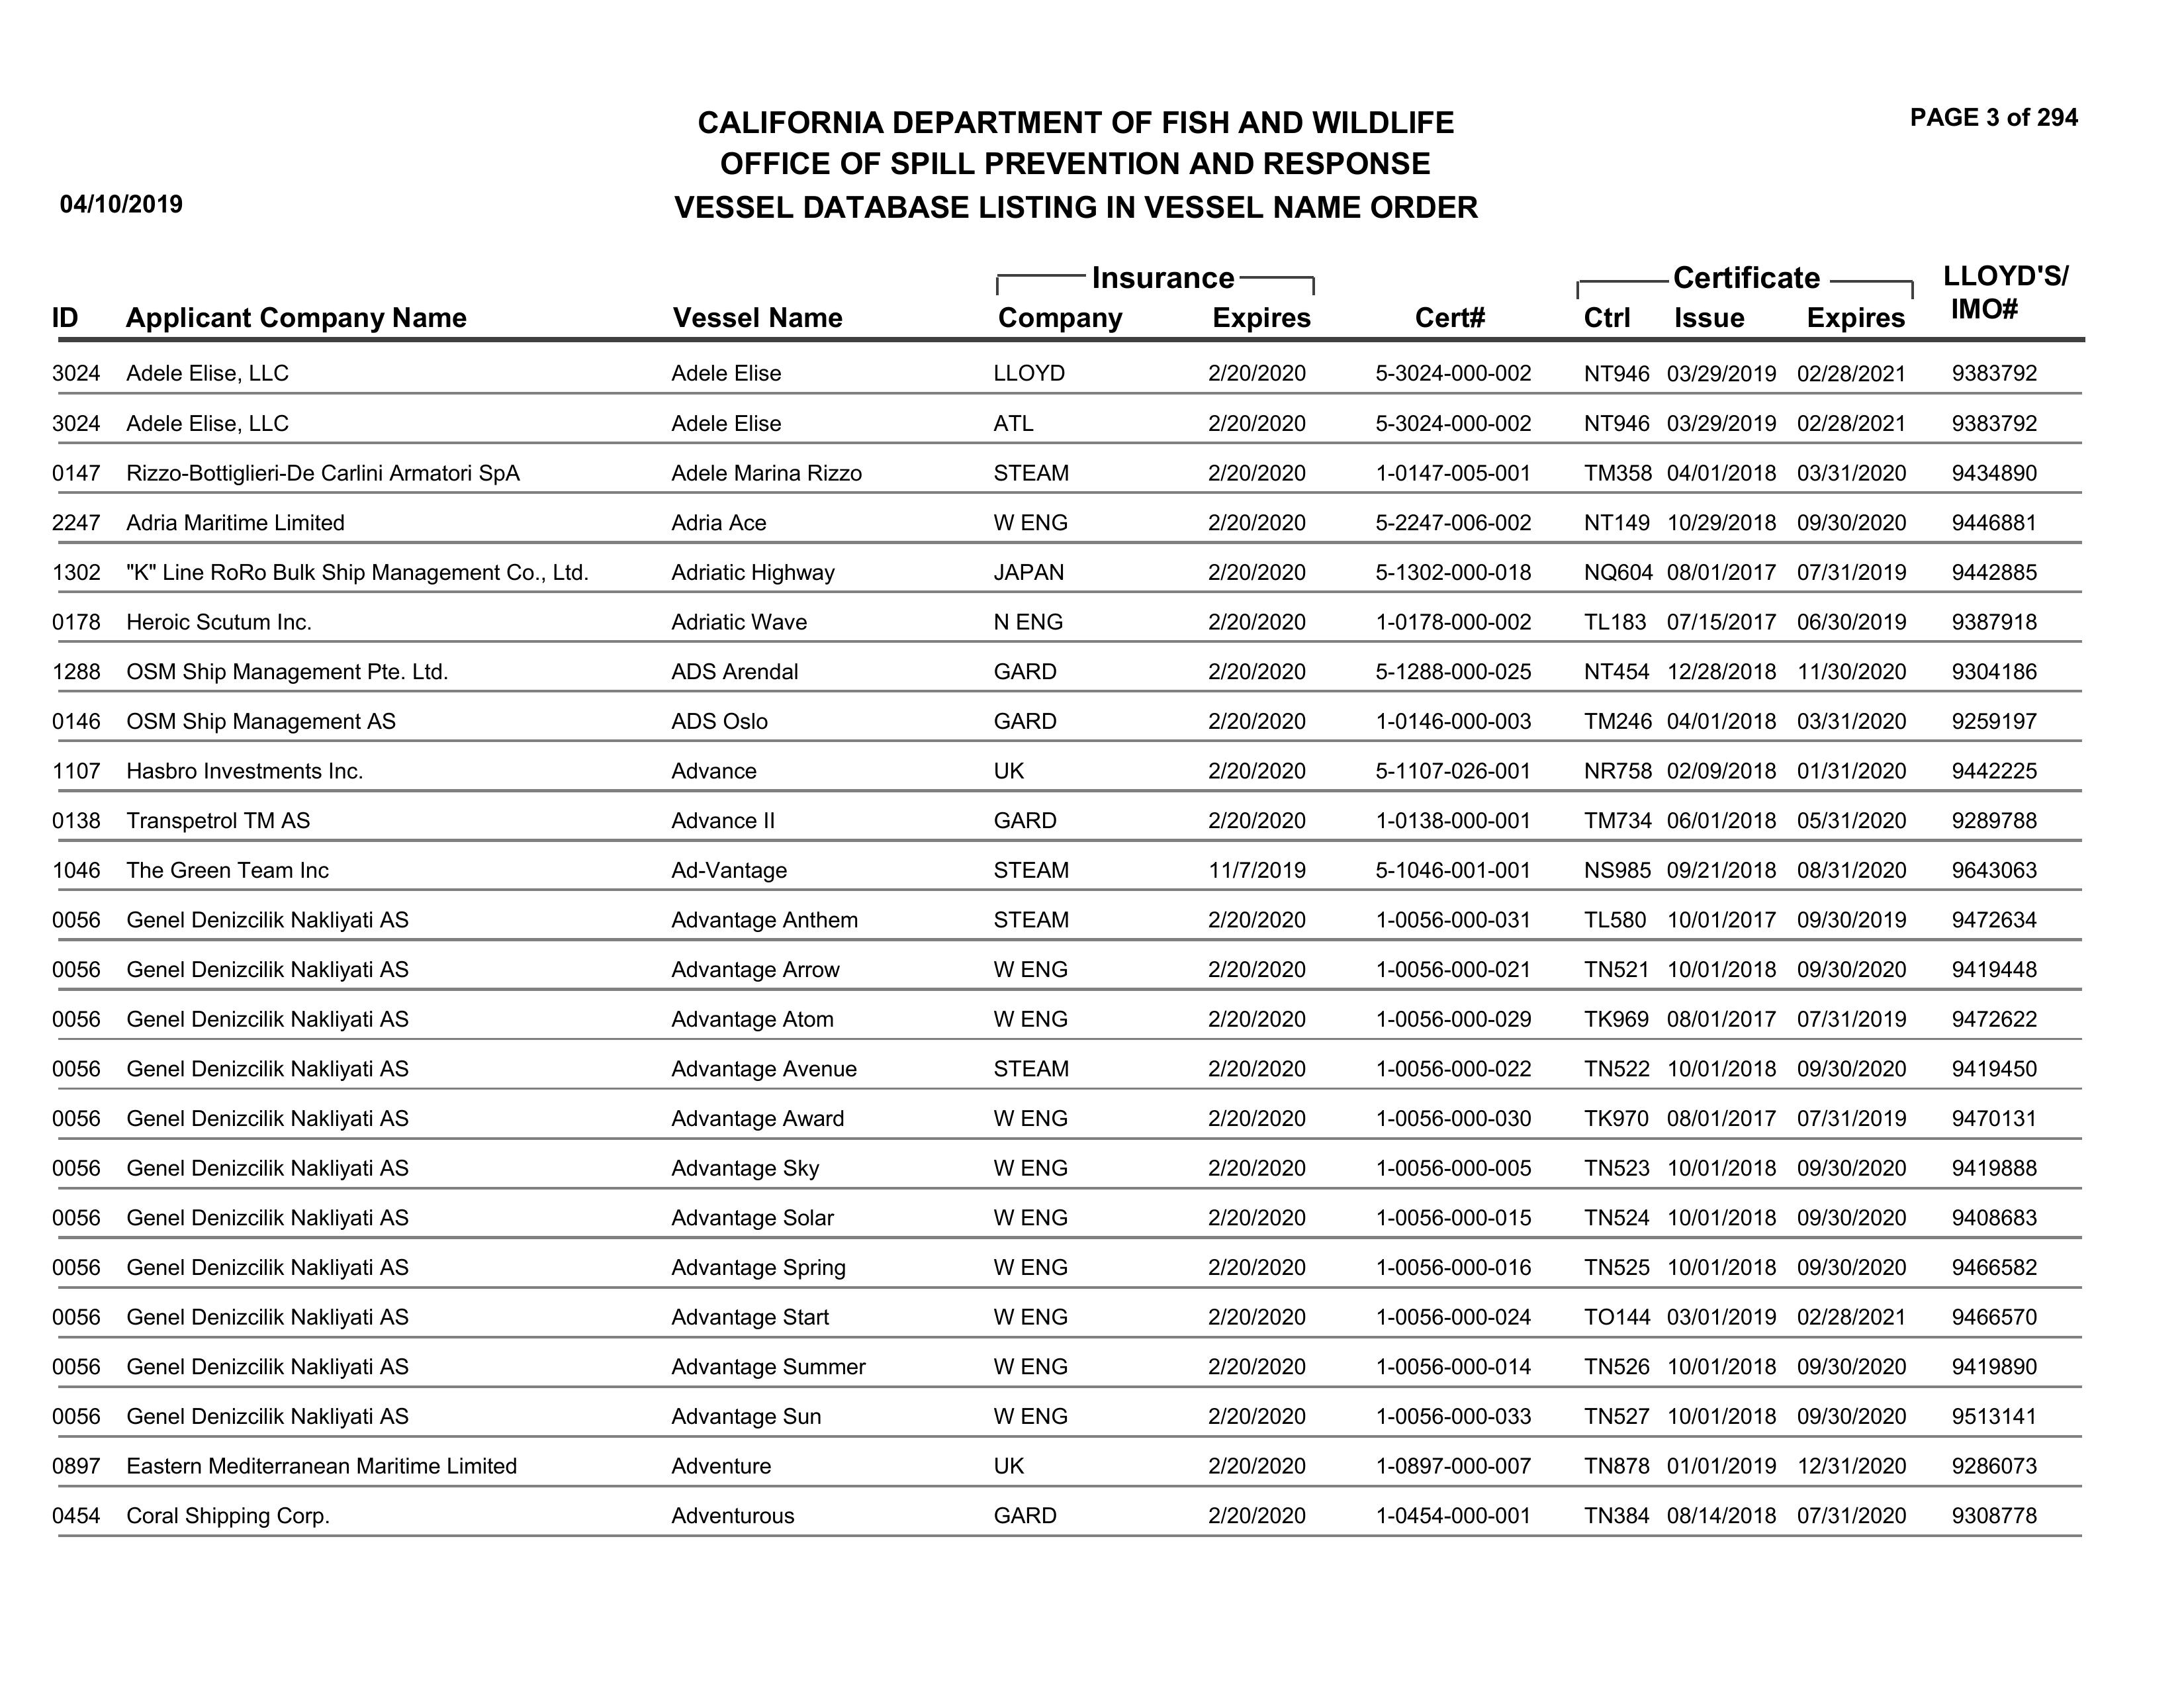 PAGE 3 of 294
CALIFORNIA DEPARTMENT OF FISH AND WILDLIFE
OFFICE OF SPILL PREVENTION AND RESPONSE
04/10/2019 VESSEL DATABASE LISTING IN VESSEL NAME ORDER
Insurance Certificate LLOYD'S/
ID Applicant Company Name Vessel Name Company Expires Cert# Ctrl Issue Expires IMO#
3024 Adele Elise, LLC Adele Elise LLOYD 2/20/2020 5-3024-000-002 NT946 03/29/2019 02/28/2021 9383792
3024 Adele Elise, LLC Adele Elise ATL 2/20/2020 5-3024-000-002 NT946 03/29/2019 02/28/2021 9383792
0147 Rizzo-Bottiglieri-De Carlini Armatori SpA Adele Marina Rizzo STEAM 2/20/2020 1-0147-005-001 TM358 04/01/2018 03/31/2020 9434890
2247 Adria Maritime Limited Adria Ace W ENG 2/20/2020 5-2247-006-002 NT149 10/29/2018 09/30/2020 9446881
1302 "K" Line RoRo Bulk Ship Management Co., Ltd. Adriatic Highway JAPAN 2/20/2020 5-1302-000-018 NQ604 08/01/2017 07/31/2019 9442885
0178 Heroic Scutum Inc. Adriatic Wave N ENG 2/20/2020 1-0178-000-002 TL183 07/15/2017 06/30/2019 9387918
1288 OSM Ship Management Pte. Ltd. ADS Arendal GARD 2/20/2020 5-1288-000-025 NT454 12/28/2018 11/30/2020 9304186
0146 OSM Ship Management AS ADS Oslo GARD 2/20/2020 1-0146-000-003 TM246 04/01/2018 03/31/2020 9259197
1107 Hasbro Investments Inc. Advance UK 2/20/2020 5-1107-026-001 NR758 02/09/2018 01/31/2020 9442225
0138 Transpetrol TM AS Advance II GARD 2/20/2020 1-0138-000-001 TM734 06/01/2018 05/31/2020 9289788
1046 The Green Team Inc Ad-Vantage STEAM 11/7/2019 5-1046-001-001 NS985 09/21/2018 08/31/2020 9643063
0056 Genel Denizcilik Nakliyati AS Advantage Anthem STEAM 2/20/2020 1-0056-000-031 TL580 10/01/2017 09/30/2019 9472634
0056 Genel Denizcilik Nakliyati AS Advantage Arrow W ENG 2/20/2020 1-0056-000-021 TN521 10/01/2018 09/30/2020 9419448
0056 Genel Denizcilik Nakliyati AS Advantage Atom W ENG 2/20/2020 1-0056-000-029 TK969 08/01/2017 07/31/2019 9472622
0056 Genel Denizcilik Nakliyati AS Advantage Avenue STEAM 2/20/2020 1-0056-000-022 TN522 10/01/2018 09/30/2020 9419450
0056 Genel Denizcilik Nakliyati AS Advantage Award W ENG 2/20/2020 1-0056-000-030 TK970 08/01/2017 07/31/2019 9470131
0056 Genel Denizcilik Nakliyati AS Advantage Sky W ENG 2/20/2020 1-0056-000-005 TN523 10/01/2018 09/30/2020 9419888
0056 Genel Denizcilik Nakliyati AS Advantage Solar W ENG 2/20/2020 1-0056-000-015 TN524 10/01/2018 09/30/2020 9408683
0056 Genel Denizcilik Nakliyati AS Advantage Spring W ENG 2/20/2020 1-0056-000-016 TN525 10/01/2018 09/30/2020 9466582
0056 Genel Denizcilik Nakliyati AS Advantage Start W ENG 2/20/2020 1-0056-000-024 TO144 03/01/2019 02/28/2021 9466570
0056 Genel Denizcilik Nakliyati AS Advantage Summer W ENG 2/20/2020 1-0056-000-014 TN526 10/01/2018 09/30/2020 9419890
0056 Genel Denizcilik Nakliyati AS Advantage Sun W ENG 2/20/2020 1-0056-000-033 TN527 10/01/2018 09/30/2020 9513141
0897 Eastern Mediterranean Maritime Limited Adventure UK 2/20/2020 1-0897-000-007 TN878 01/01/2019 12/31/2020 9286073
0454 Coral Shipping Corp. Adventurous GARD 2/20/2020 1-0454-000-001 TN384 08/14/2018 07/31/2020 9308778